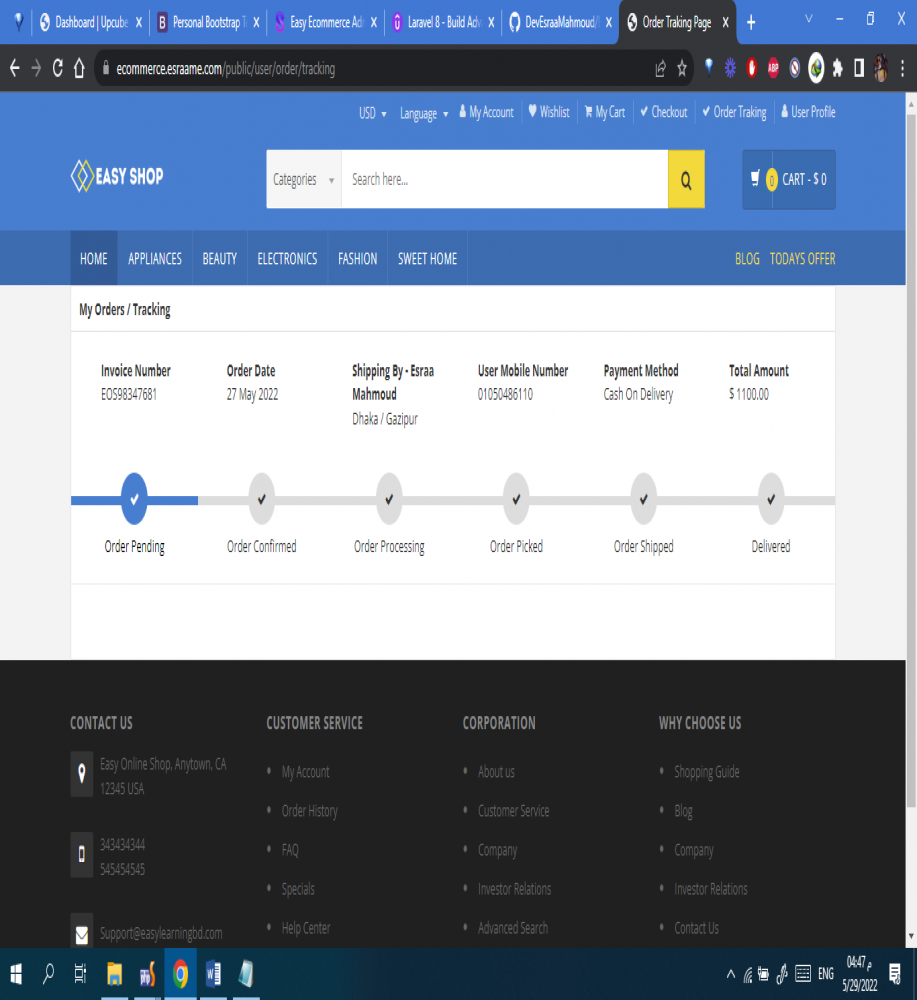 Dashboard | Upcube
Personal Bootstrap T
Easy Ecommerce Ad
Laravel 8 - Build Adv
DevEsraaMahmoud/
Order Traking Page
ecommerce.esraame.com/public/user/order/tracking
ABP
USD Language My Account Wishlist My Cart Checkout Order Traking User Profile
EASY SHOP
Categories Search here...
0 CART - $ 0
HOME APPLIANCES BEAUTY ELECTRONICS FASHION SWEET HOME BLOG TODAYS OFFER
My Orders / Tracking
Invoice Number
EOS98347681
Order Date
27 May 2022
Shipping By - Esraa
Mahmoud
Dhaka / Gazipur
User Mobile Number
01050486110
Payment Method
Cash On Delivery
Total Amount
$ 1100.00
Order Pending Order Confirmed Order Processing Order Picked Order Shipped Delivered
CONTACT US
Easy Online Shop, Anytown, CA
12345 USA
343434344
545454545
Support@easylearningbd.com
CUSTOMER SERVICE
My Account
Order History
FAQ
Specials
Help Center
CORPORATION
About us
Customer Service
Company
Investor Relations
Advanced Search
WHY CHOOSE US
Shopping Guide
Blog
Company
Investor Relations
Contact Us
ENG
04:47 م
5/29/2022